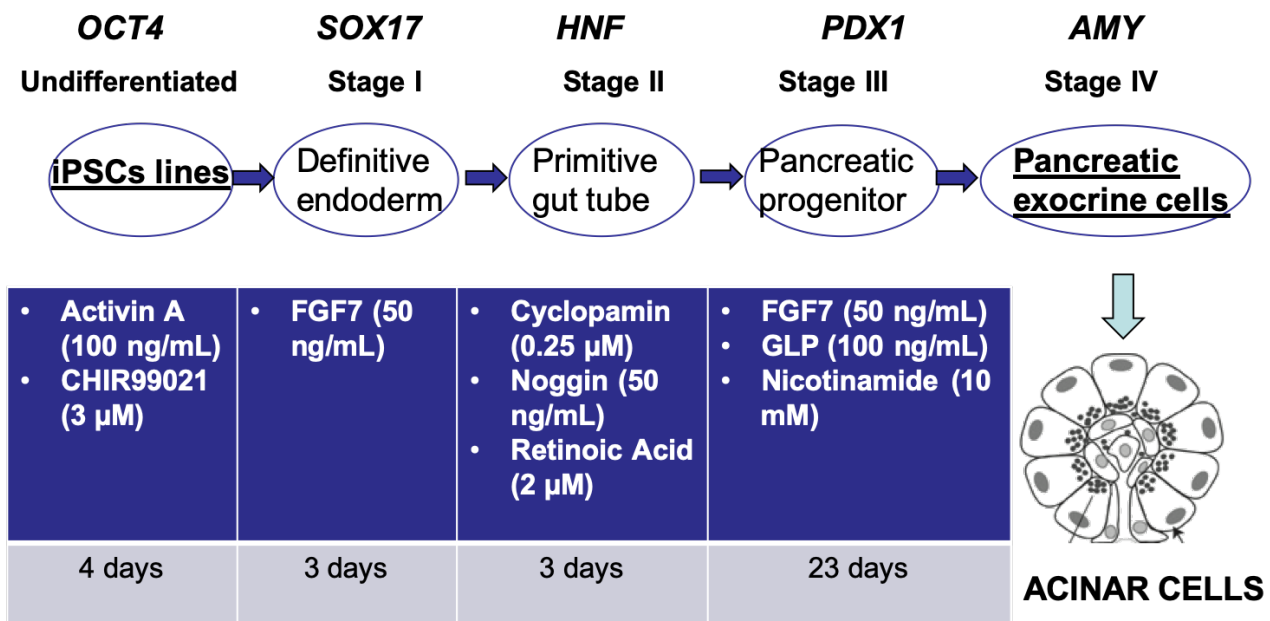 OCT4 SOX17 HNF PDX1 AMY
Undifferentiated Stage I Stage II Stage III Stage IV
iPSCs lines
Definitive
endoderm
Primitive
gut tube
Pancreatic
progenitor
Pancreatic
exocrine cells
• Activin A
(100 ng/mL)
• CHIR99021
(3 µM)
• FGF7 (50
ng/mL)
• Cyclopamin
(0.25 µM)
• Noggin (50
ng/mL)
• Retinoic Acid
(2 µM)
• FGF7 (50 ng/mL)
• GLP (100 ng/mL)
• Nicotinamide (10
mM)
4 days 3 days 3 days 23 days
ACINAR CELLS